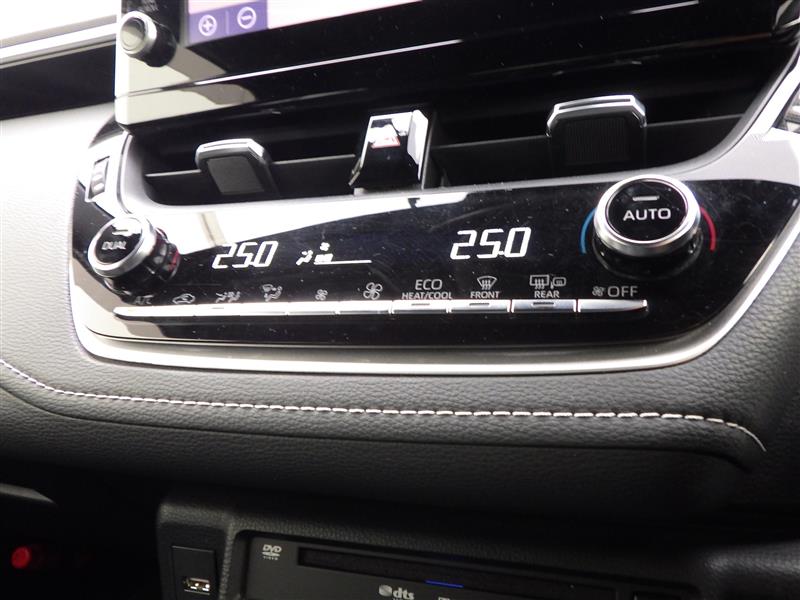 DUAL
25.0
25.0
AUTO
A/C
ECO
HEAT/COOL
FRONT
REAR
OFF
DVD
VIDEO
dts